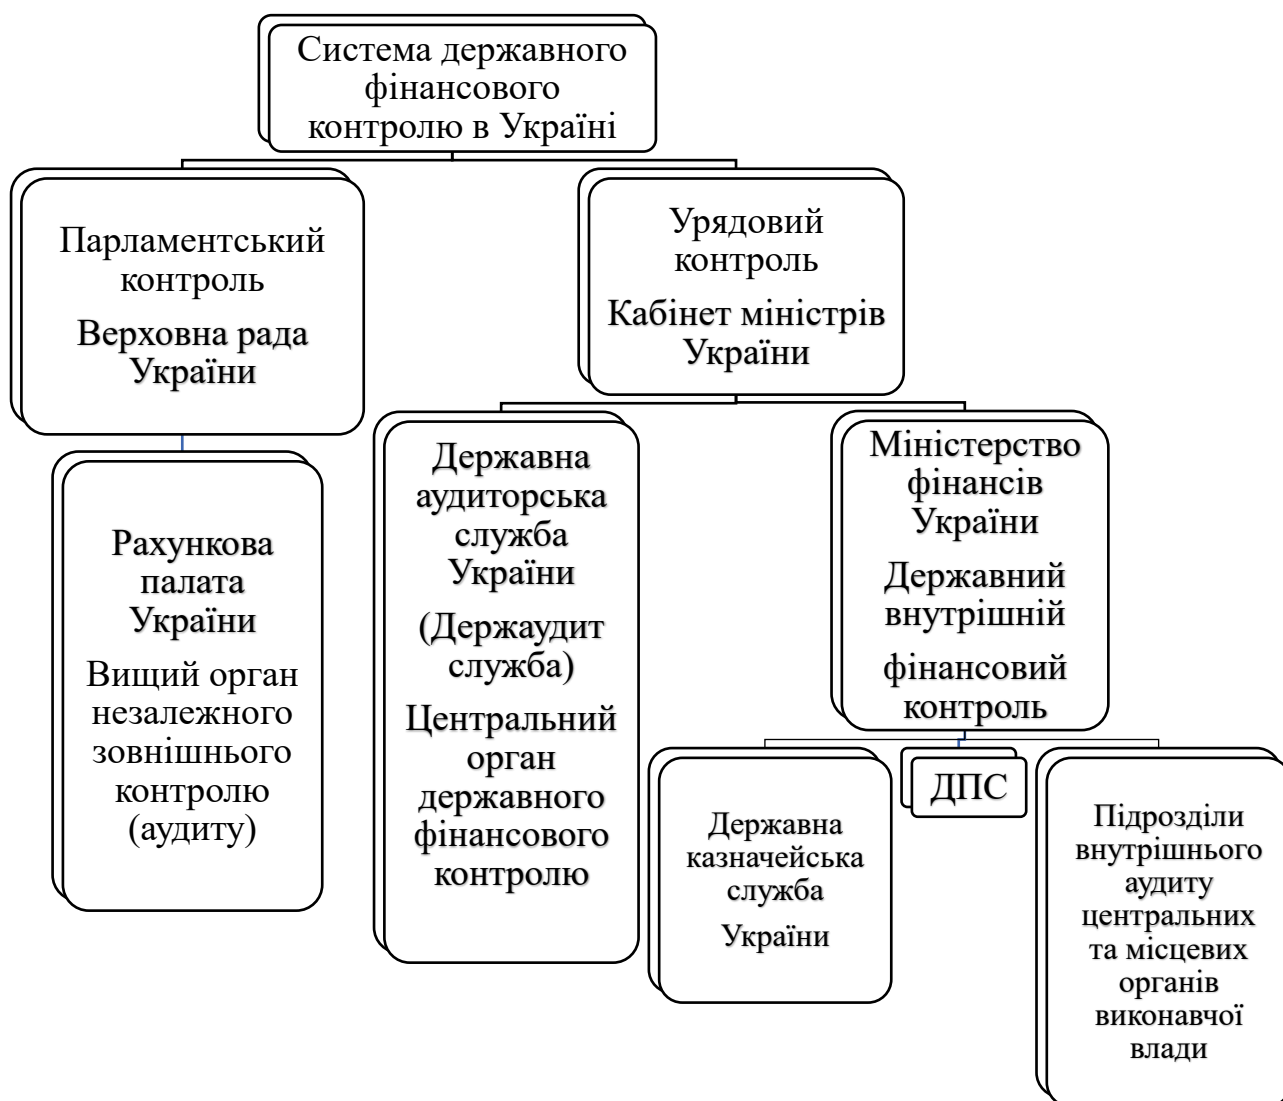 Система державного
фінансового
контролю в Україні
Парламентський
контроль
Верховна рада
України
Урядовий
контроль
Кабінет міністрів
України
Рахункова
палата
України
Вищий орган
незалежного
зовнішнього
контролю
(аудиту)
Державна
аудиторська
служба
України
(Держаудит
служба)
Центральний
орган
державного
фінансового
контролю
Міністерство
фінансів
України
Державний
внутрішній
фінансовий
контроль
Державна
казначейська
служба
України
ДПС
Підрозділи
внутрішнього
аудиту
центральних
та місцевих
органів
виконавчої
влади